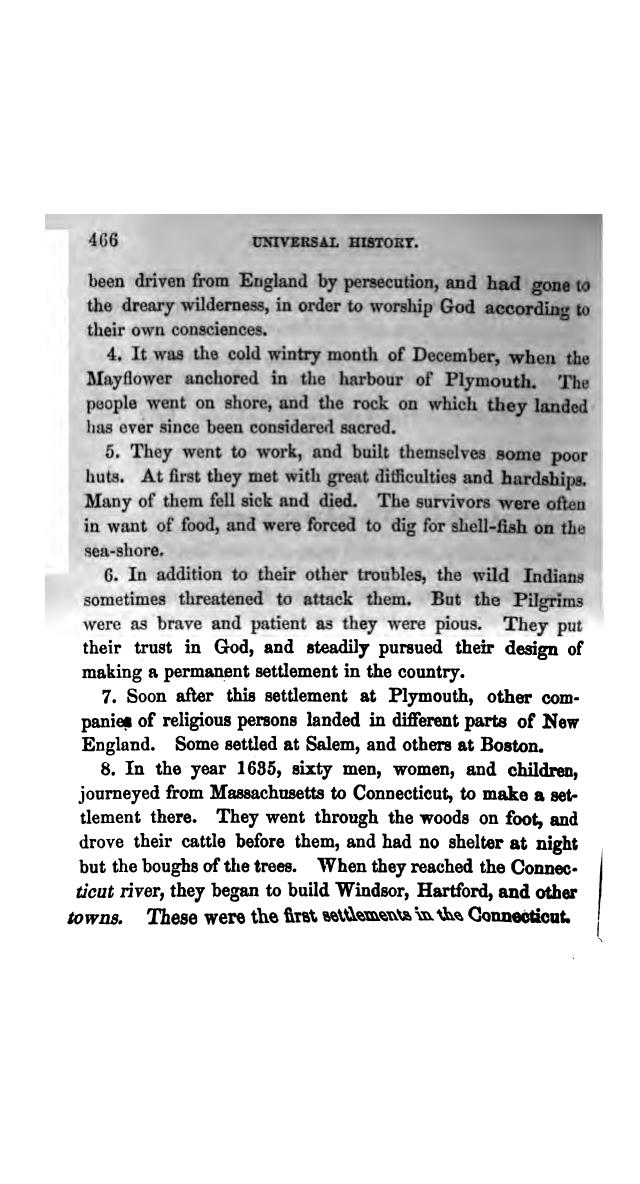 466 UNIVERSAL HISTORY.
been driven from England by persecution, and had gone to
the dreary wilderness, in order to worship God according to
their own consciences.
4. It was the cold wintry month of December, when the
Mayflower anchored in the harbour of Plymouth. The
people went on shore, and the rock on which they landed
has ever since been considered sacred.
5. They went to work, and built themselves some poor
huts. At first they met with great difficulties and hardships.
Many of them fell sick and died. The survivors were often
in want of food, and were forced to dig for shell-fish on the
sea-shore.
6. In addition to their other troubles, the wild Indians
sometimes threatened to attack them. But the Pilgrims
were as brave and patient as they were pious. They put
their trust in God, and steadily pursued their design of
making a permanent settlement in the country.
7. Soon after this settlement at Plymouth, other com-
panies of religious persons landed in different parts of New
England. Some settled at Salem, and others at Boston.
8. In the year 1635, sixty men, women, and children,
journeyed from Massachusetts to Connecticut, to make a set-
tlement there. They went through the woods on foot, and
drove their cattle before them, and had no shelter at night
but the boughs of the trees. When they reached the Connec-
ticut river, they began to build Windsor, Hartford, and other
towns. These were the first settlements in the Connecticut.